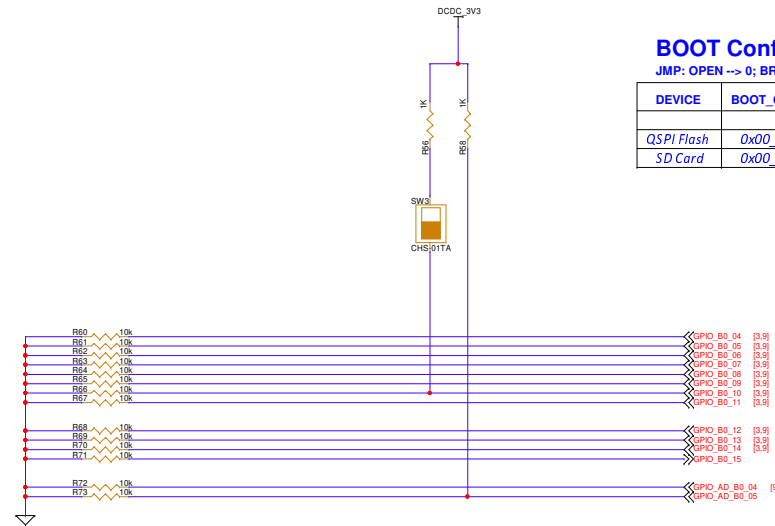 DCDC_3V3
BOOT Conf
JMP: OPEN --> 0; BR
DEVICE BOOT_
QSPI Flash 0x00_
SD Card 0x00_
1K 1K
R56 R58
SW3
CHS-01TA
R60 10k GPIO_B0_04 [3,9]
R61 10k GPIO_B0_05 [3,9]
R62 10k GPIO_B0_06 [3,9]
R63 10k GPIO_B0_07 [3,9]
R64 10k GPIO_B0_08 [3,9]
R65 10k GPIO_B0_09 [3,9]
R66 10k GPIO_B0_10 [3,9]
R67 10k GPIO_B0_11 [3,9]
R68 10k GPIO_B0_12 [3,9]
R69 10k GPIO_B0_13 [3,9]
R70 10k GPIO_B0_14 [3,9]
R71 10k GPIO_B0_15
R72 10k GPIO_AD_B0_04 [9
R73 10k GPIO_AD_B0_05